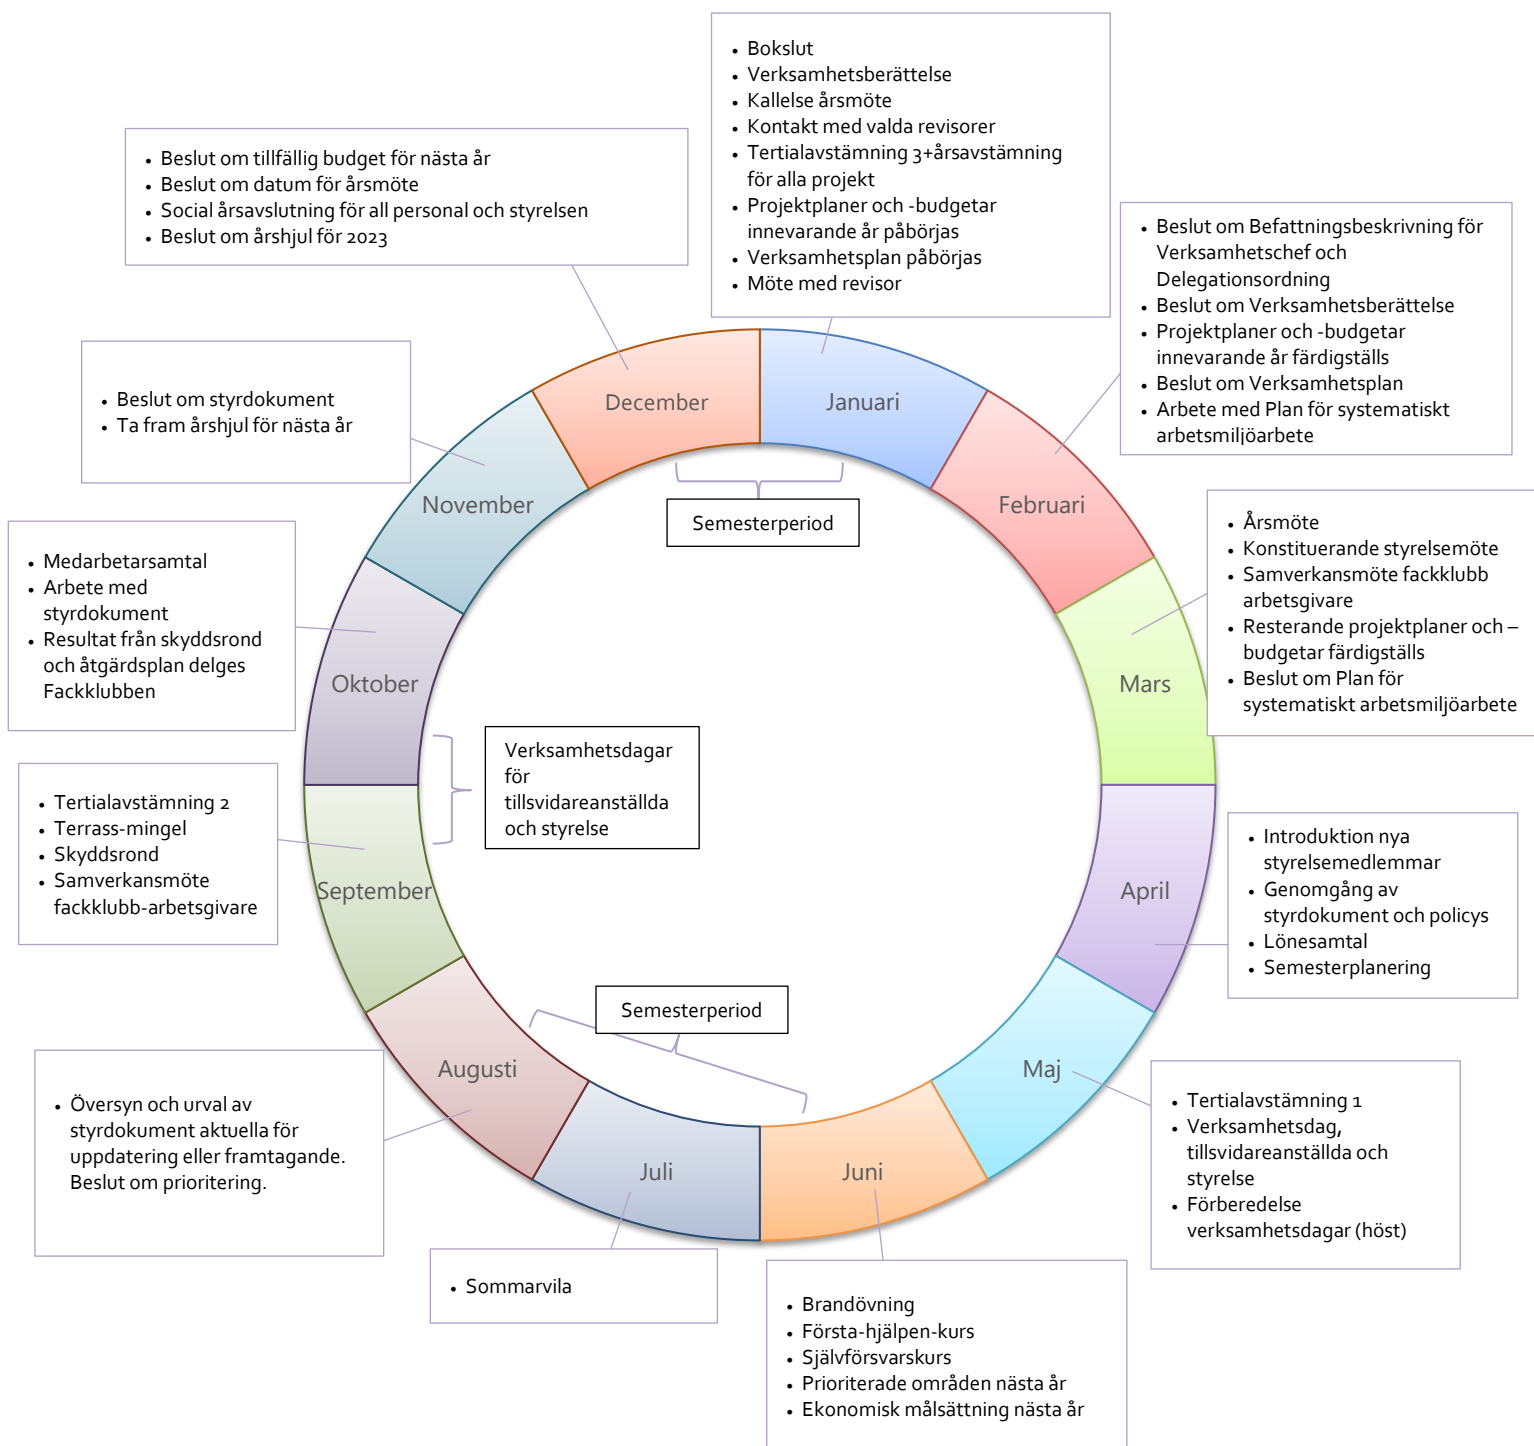 • Bokslut
• Verksamhetsberättelse
• Kallelse årsmöte
• Kontakt med valda revisorer
• Tertialavstämning 3+årsavstämning
för alla projekt
• Projektplaner och -budgetar
innevarande år påbörjas
• Verksamhetsplan påbörjas
• Möte med revisor
• Beslut om tillfällig budget för nästa år
• Beslut om datum för årsmöte
• Social årsavslutning för all personal och styrelsen
• Beslut om årshjul för 2023
• Beslut om Befattningsbeskrivning för
Verksamhetschef och
Delegationsordning
• Beslut om Verksamhetsberättelse
• Projektplaner och -budgetar
innevarande år färdigställs
• Beslut om Verksamhetsplan
• Arbete med Plan för systematiskt
arbetsmiljöarbete
• Beslut om styrdokument
• Ta fram årshjul för nästa år
December
Januari
November
Februari
Semesterperiod
• Årsmöte
• Konstituerande styrelsemöte
• Samverkansmöte fackklubb
arbetsgivare
• Resterande projektplaner och –
budgetar färdigställs
• Beslut om Plan för
systematiskt arbetsmiljöarbete
• Medarbetarsamtal
• Arbete med
styrdokument
• Resultat från skyddsrond
och åtgärdsplan delges
Fackklubben
Oktober
Mars
Verksamhetsdagar
för
tillsvidareanställda
och styrelse
• Tertialavstämning 2
• Terrass-mingel
• Skyddsrond
• Samverkansmöte
fackklubb-arbetsgivare
September
April
• Introduktion nya
styrelsemedlemmar
• Genomgång av
styrdokument och policys
• Lönesamtal
• Semesterplanering
Semesterperiod
Augusti
Maj
• Översyn och urval av
styrdokument aktuella för
uppdatering eller framtagande.
Beslut om prioritering.
• Tertialavstämning 1
• Verksamhetsdag,
tillsvidareanställda och
styrelse
• Förberedelse
verksamhetsdagar (höst)
Juli
Juni
• Sommarvila
• Brandövning
• Första-hjälpen-kurs
• Självförsvarskurs
• Prioriterade områden nästa år
• Ekonomisk målsättning nästa år